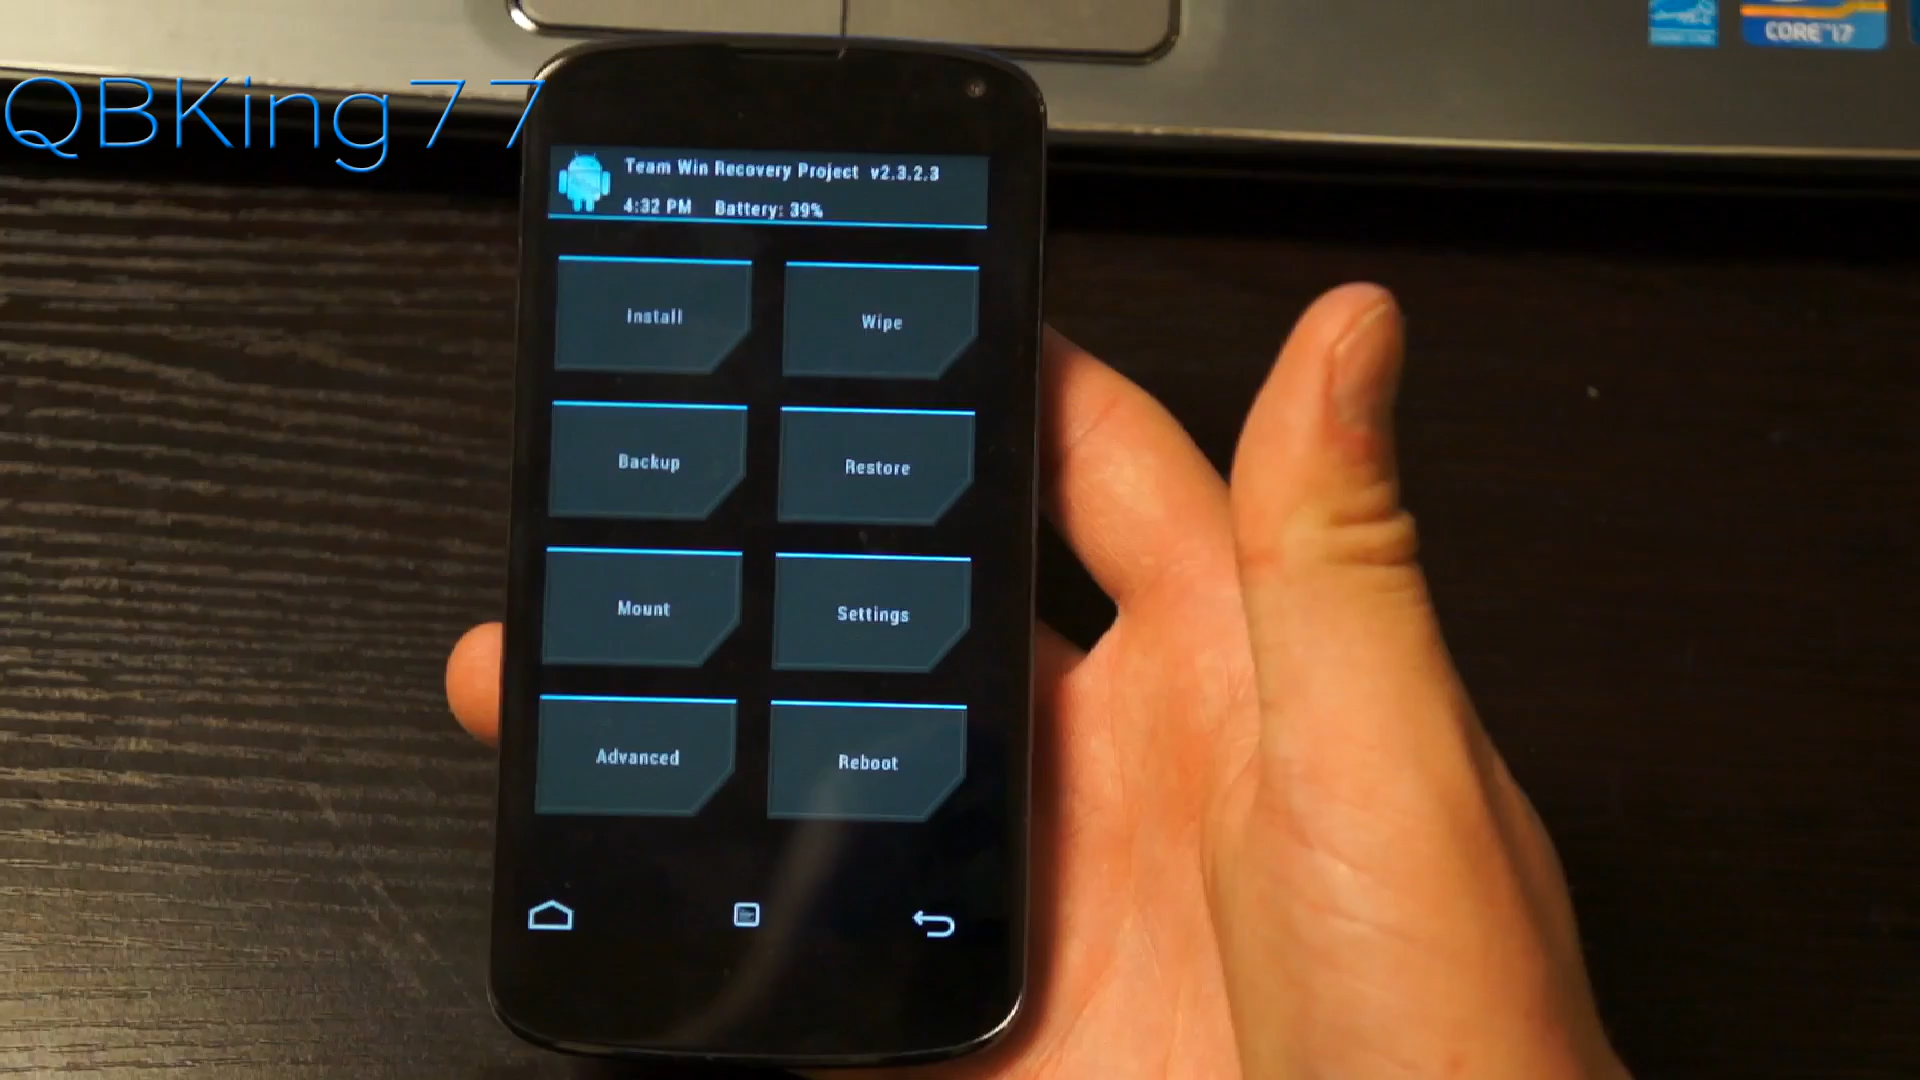 CORE i7
QBKing77
Team Win Recovery Project v2.3.2.3
4:32 PM Battery: 39%
Install
Wipe
Backup
Restore
Mount
Settings
Advanced
Reboot